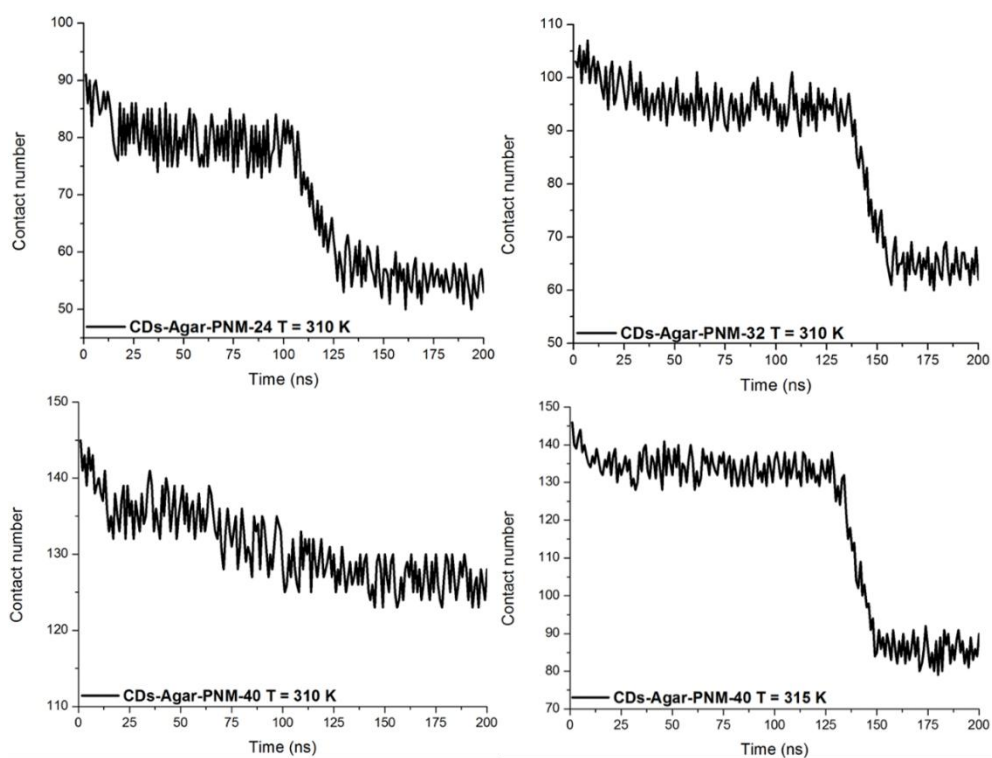 100
90
80
70
60
50
0 25 50 75 100 125 150 175 200
Contact number
Time (ns)
CDs-Agar-PNM-24 T = 310 K
110
100
90
80
70
60
50
0 25 50 75 100 125 150 175 200
Contact number
Time (ns)
CDs-Agar-PNM-32 T = 310 K
150
140
130
120
110
0 25 50 75 100 125 150 175 200
Contact number
Time (ns)
CDs-Agar-PNM-40 T = 310 K
150
140
130
120
110
100
90
80
70
0 25 50 75 100 125 150 175 200
Contact number
Time (ns)
CDs-Agar-PNM-40 T = 315 K